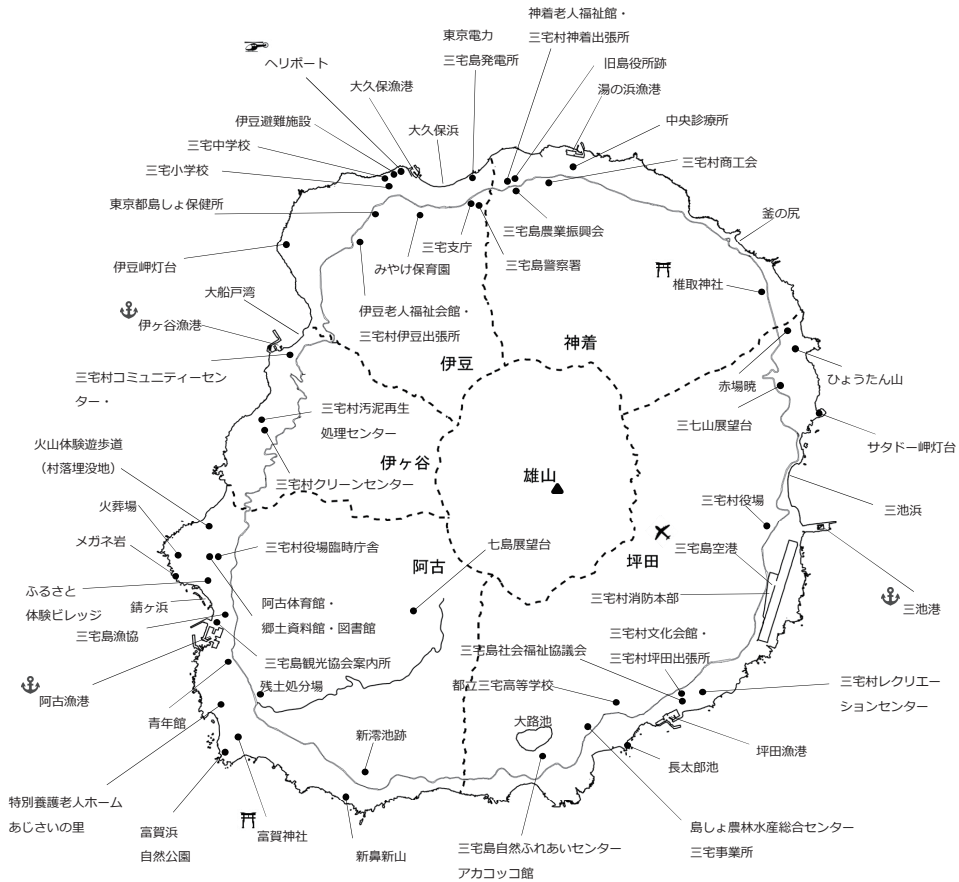 神着老人福祉館・
三宅村神着出張所
東京電力
三宅島発電所
旧島役所跡
ヘリポート
大久保漁港
湯の浜漁港
伊豆避難施設
大久保浜
中央診療所
三宅中学校
三宅小学校
三宅村商工会
東京都島しょ保健所
釜の尻
三宅支庁
三宅島農業振興会
みやけ保育園
三宅島警察署
伊豆岬灯台
椎取神社
大船戸湾
伊ヶ谷漁港
伊豆老人福祉会館・
三宅村伊豆出張所
神着
伊豆
三宅村コミュニティーセン
ター・
赤場暁
ひょうたん山
三七山展望台
三宅村汚泥再生
処理センター
サタドー岬灯台
火山体験遊歩道
（村落埋没地）
伊ヶ谷
三宅村クリーンセンター
雄山
火葬場
三宅村役場
三池浜
メガネ岩
三宅村役場臨時庁舎
七島展望台
三宅島空港
阿古
坪田
ふるさと
体験ビレッジ
錆ヶ浜
阿古体育館・
郷土資料館・図書館
三宅村消防本部
三池港
三宅島漁協
三宅村文化会館・
三宅村坪田出張所
三宅島観光協会案内所
三宅島社会福祉協議会
残土処分場
都立三宅高等学校
三宅村レクリエー
ションセンター
阿古漁港
青年館
新澪池跡
大路池
坪田漁港
長太郎池
特別養護老人ホーム
あじさいの里
富賀浜
自然公園
富賀神社
新鼻新山
三宅島自然ふれあいセンター
アカコッコ館
島しょ農林水産総合センター
三宅事業所